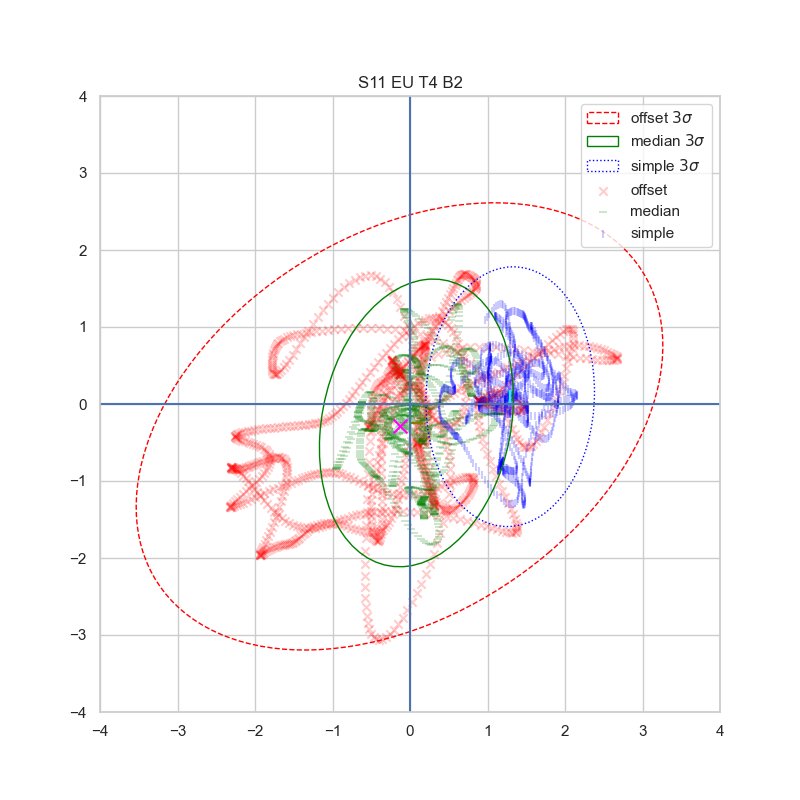 S11 EU T4 B2
offset 3σ
median 3σ
simple 3σ
offset
median
simple
4
3
2
1
0
−1
−2
−3
−4
−4 −3 −2 −1 0 1 2 3 4